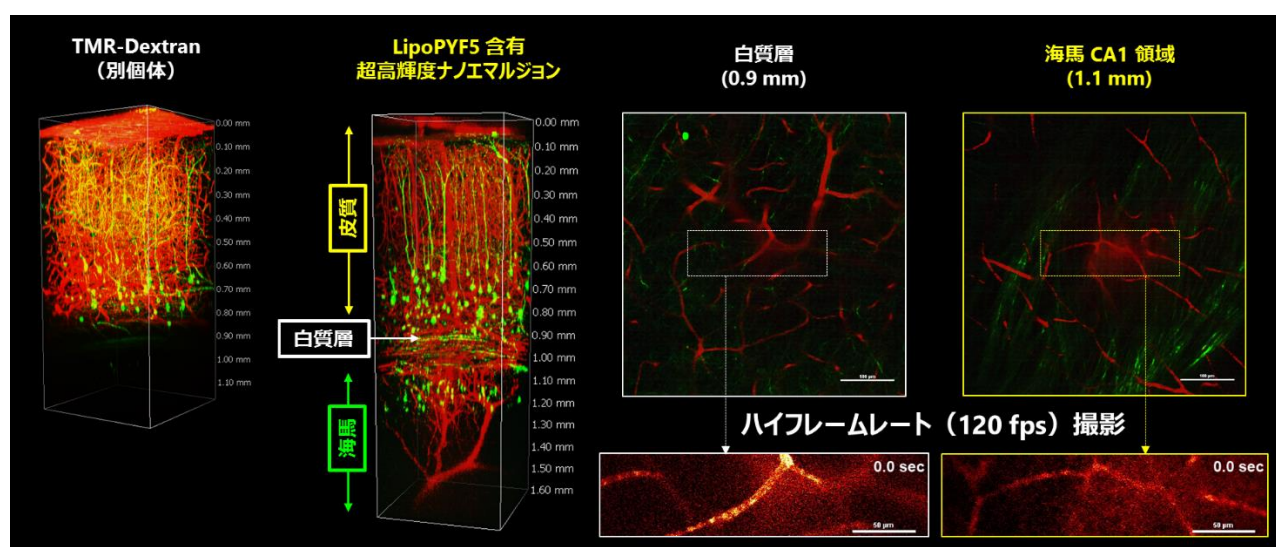 TMR-Dextran
（別個体）
0.00 mm
0.10 mm
0.20 mm
0.30 mm
0.40 mm
0.50 mm
0.60 mm
0.70 mm
0.80 mm
0.90 mm
1.00 mm
1.10 mm
LipoPYF5 含有
超高輝度ナノエマルジョン
皮質
白質層
海馬
0.00 mm
0.10 mm
0.20 mm
0.30 mm
0.40 mm
0.50 mm
0.60 mm
0.70 mm
0.80 mm
0.90 mm
1.00 mm
1.10 mm
1.20 mm
1.30 mm
1.40 mm
1.50 mm
1.60 mm
白質層
(0.9 mm)
100 µm
海馬 CA1 領域
(1.1 mm)
100 µm
ハイフレームレート（120 fps）撮影
0.0 sec
50 µm
0.0 sec
50 µm